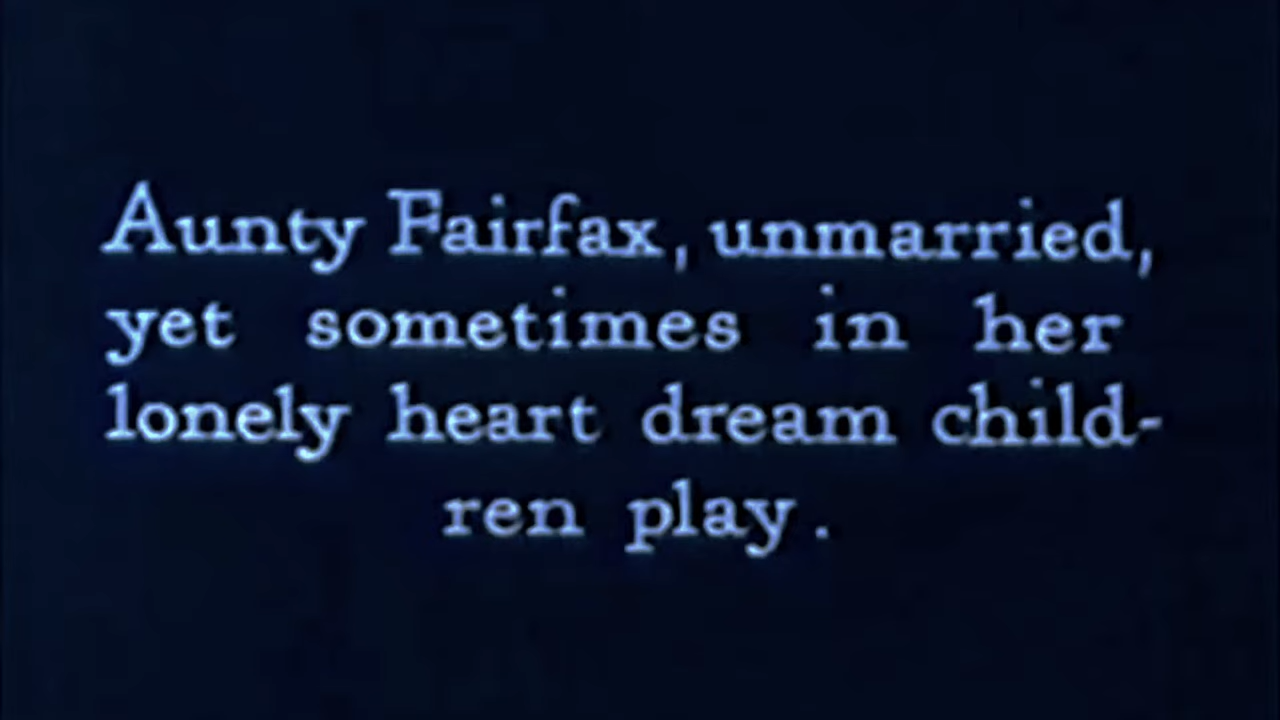 Aunty Fairfax, unmarried,
yet sometimes in her
lonely heart dream child-
ren play.